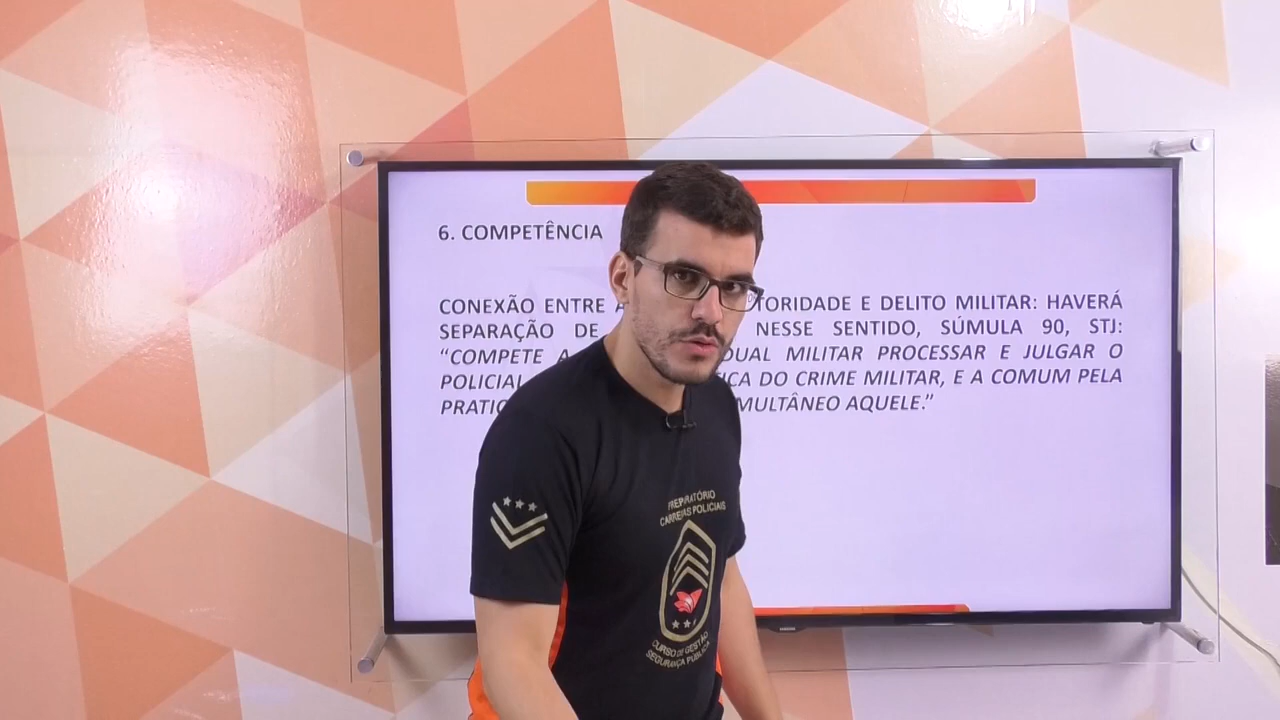 6. COMPETÊNCIA
CONEXÃO ENTRE TORIDADE E DELITO MILITAR: HAVERÁ
SEPARAÇÃO DE NESSE SENTIDO, SÚMULA 90, STJ:
“COMPETE A DUAL MILITAR PROCESSAR E JULGAR O
POLICIAL ICA DO CRIME MILITAR, E A COMUM PELA
PRATIC MULTÂNEO AQUELE.”
PREPARATÓRIO
CARREIRAS POLICIAIS
CURSO DE GESTÃO
SEGURANÇA PÚBLICA